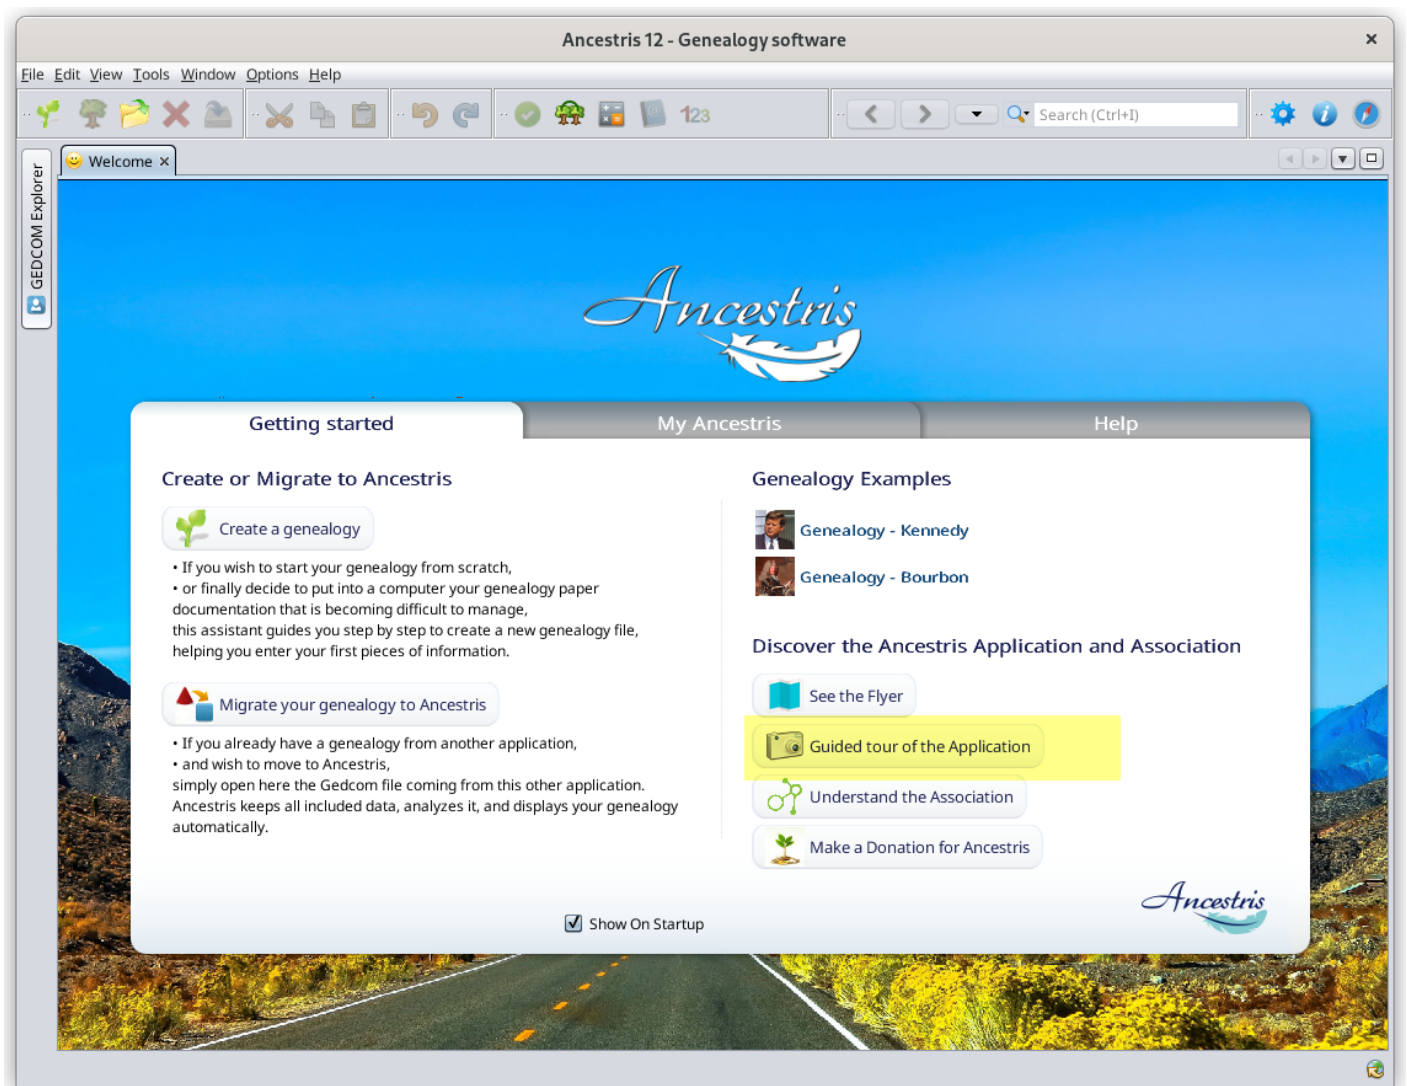 Ancestris 12 - Genealogy software
File Edit View Tools Window Options Help
123
Search (Ctrl+I)
GEDCOM Explorer
Welcome
Ancestris
Getting started
My Ancestris
Help
Create or Migrate to Ancestris
Create a genealogy
• If you wish to start your genealogy from scratch,
• or finally decide to put into a computer your genealogy paper
documentation that is becoming difficult to manage,
this assistant guides you step by step to create a new genealogy file,
helping you enter your first pieces of information.
Migrate your genealogy to Ancestris
• If you already have a genealogy from another application,
• and wish to move to Ancestris,
simply open here the Gedcom file coming from this other application.
Ancestris keeps all included data, analyzes it, and displays your genealogy
automatically.
Genealogy Examples
Genealogy - Kennedy
Genealogy - Bourbon
Discover the Ancestris Application and Association
See the Flyer
Guided tour of the Application
Understand the Association
Make a Donation for Ancestris
Ancestris
Show On Startup